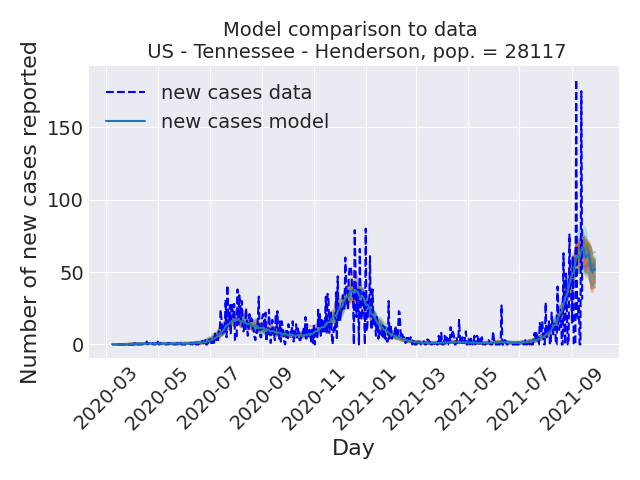 Model comparison to data
US - Tennessee - Henderson, pop. = 28117
Number of new cases reported
new cases data
new cases model
150
100
50
0
2020-03
2020-05
2020-07
2020-09
2020-11
2021-01
2021-03
2021-05
2021-07
2021-09
Day